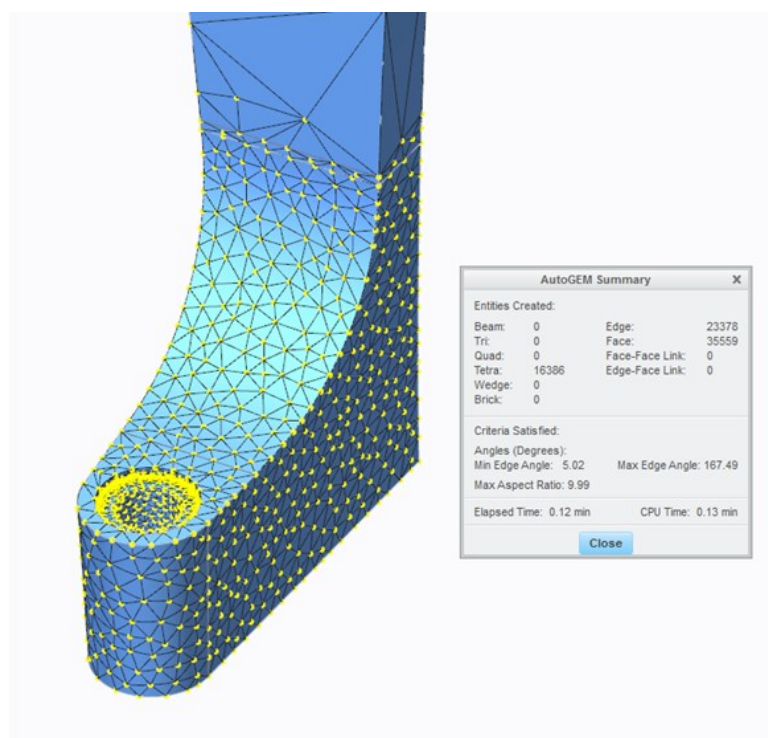 AutoGEM Summary X
Entities Created:
Beam: 0 Edge: 23378
Tri: 0 Face: 35559
Quad: 0 Face-Face Link: 0
Tetra: 16386 Edge-Face Link: 0
Wedge: 0
Brick: 0
Criteria Satisfied:
Angles (Degrees):
Min Edge Angle: 5.02 Max Edge Angle: 167.49
Max Aspect Ratio: 9.99
Elapsed Time: 0.12 min CPU Time: 0.13 min
Close